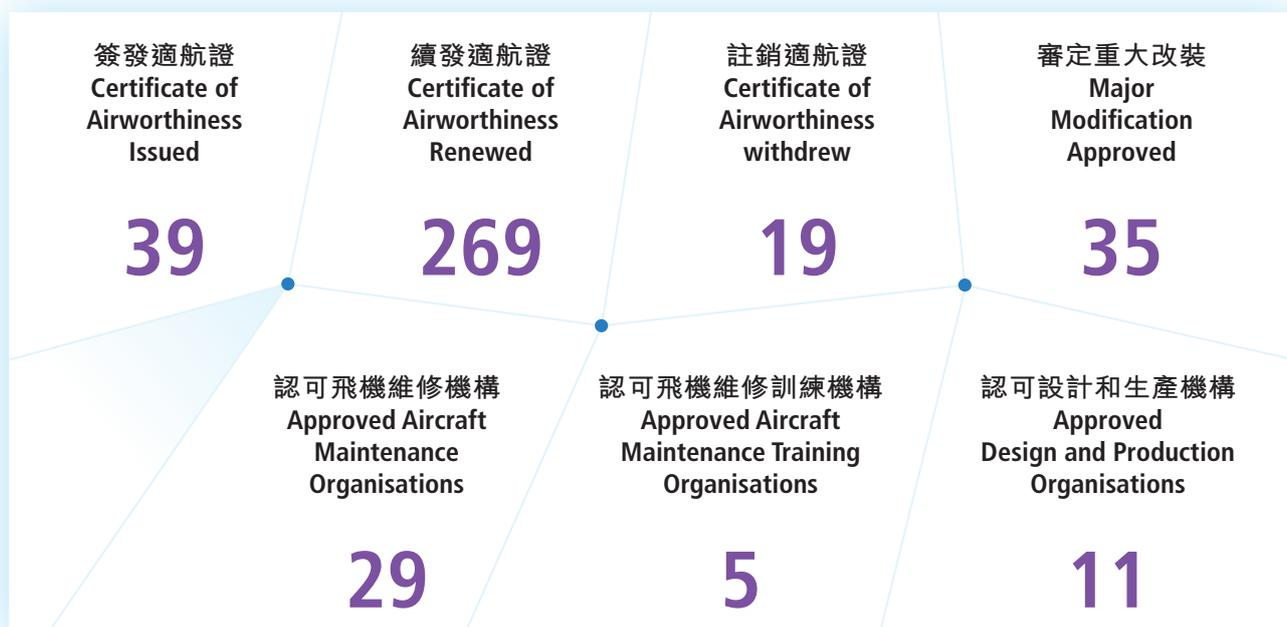 簽發適航證
Certificate of
Airworthiness
Issued
39
續發適航證
Certificate of
Airworthiness
Renewed
269
註銷適航證
Certificate of
Airworthiness
withdrew
19
審定重大改裝
Major
Modification
Approved
35
認可飛機維修機構
Approved Aircraft
Maintenance
Organisations
29
認可飛機維修訓練機構
Approved Aircraft
Maintenance Training
Organisations
5
認可設計和生產機構
Approved
Design and Production
Organisations
11